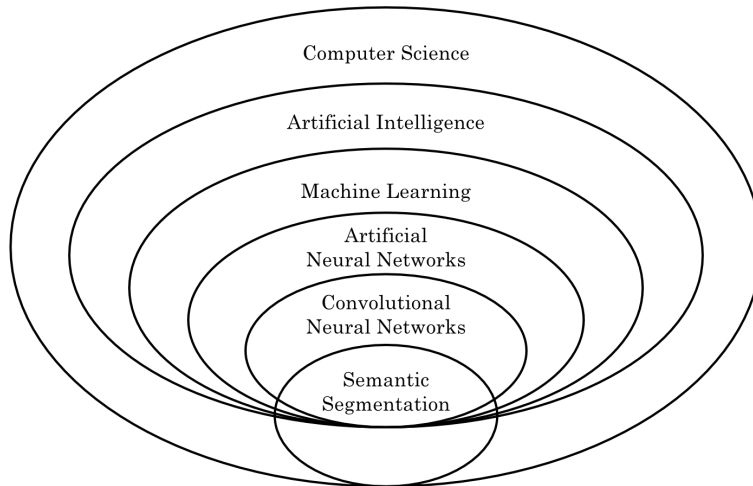 Computer Science
Artificial Intelligence
Machine Learning
Artificial
Neural Networks
Convolutional
Neural Networks
Semantic
Segmentation